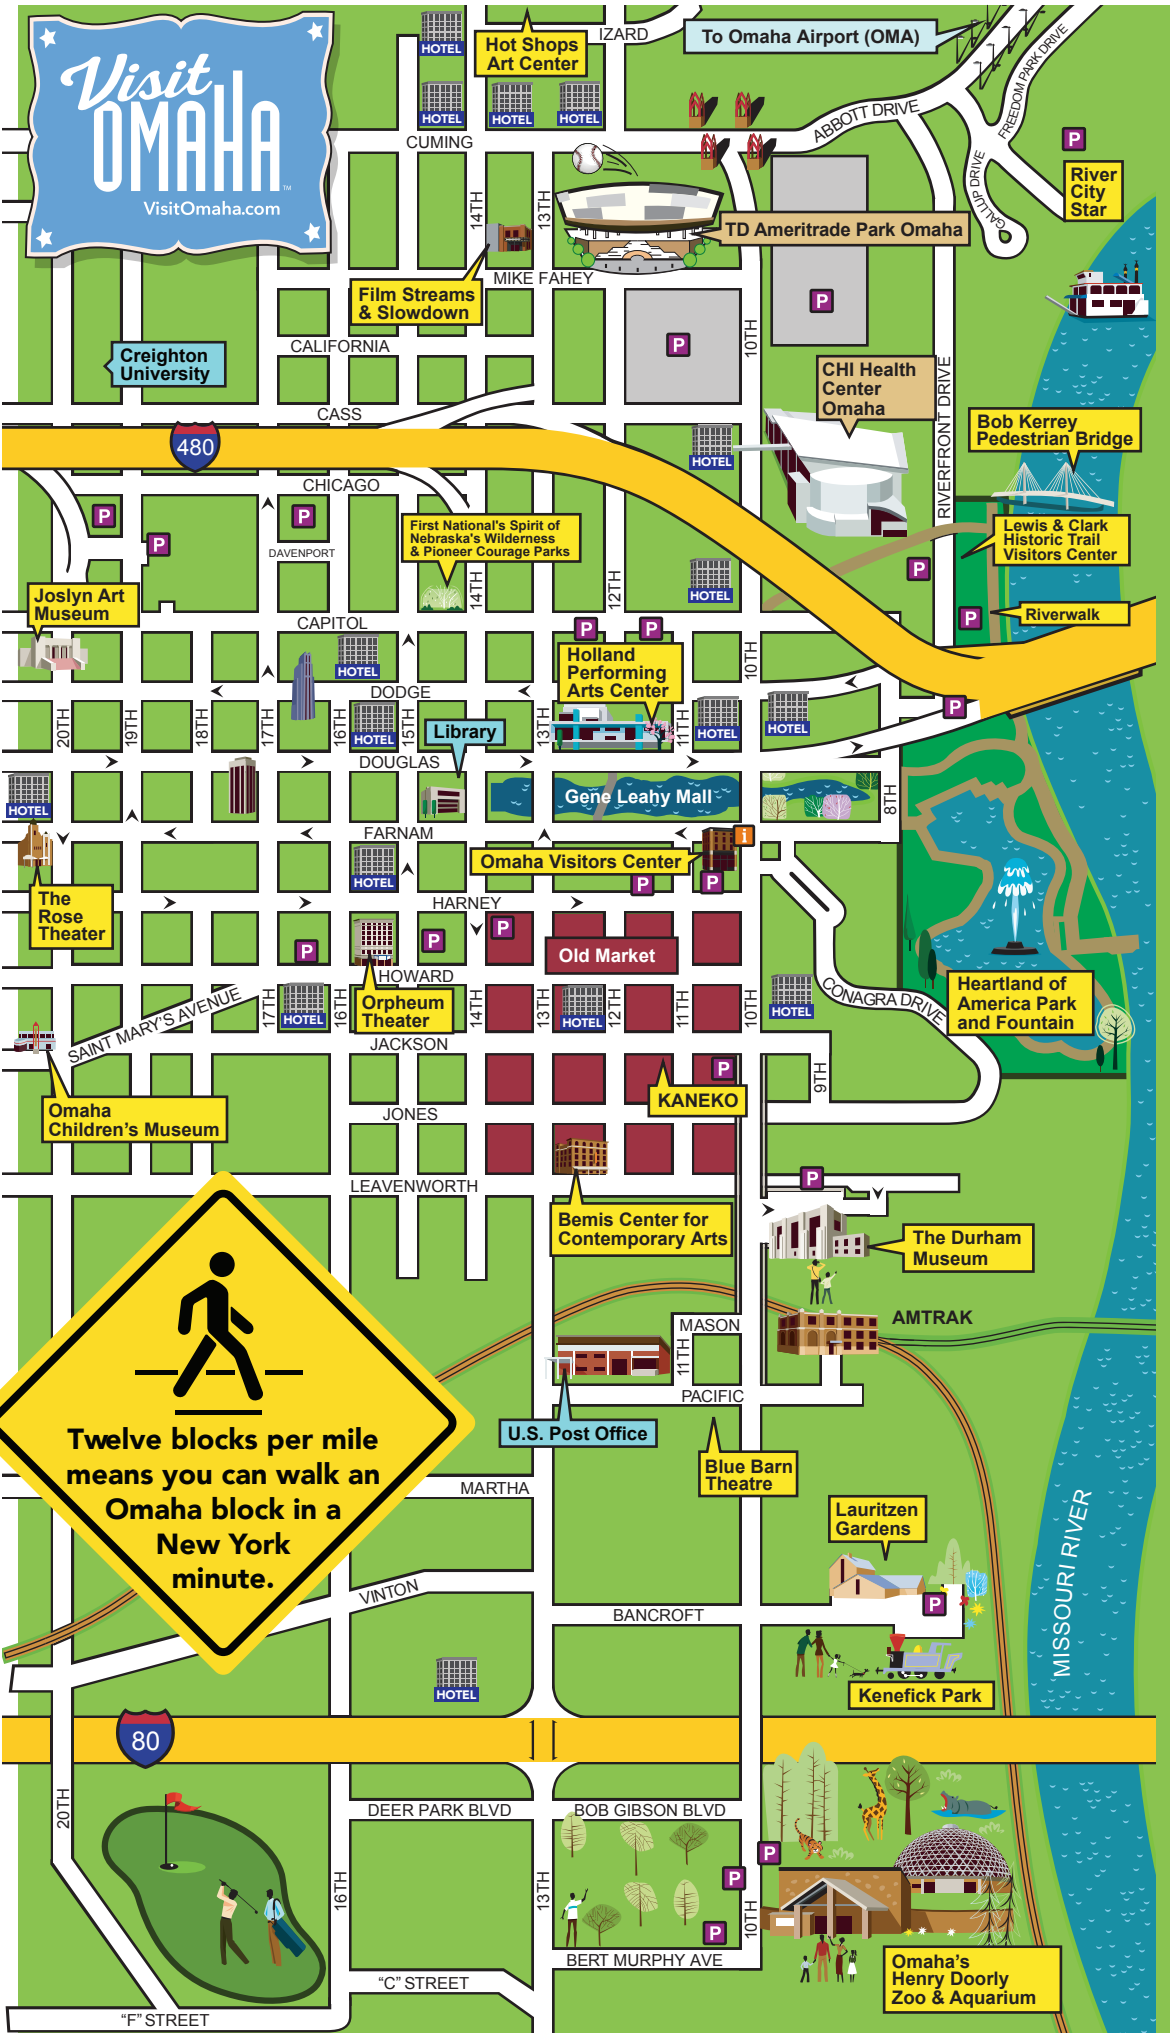 Visit
OMAHA
™
VisitOmaha.com
HOTEL
Hot Shops
Art Center
IZARD
To Omaha Airport (OMA)
FREEDOM PARK DRIVE
HOTEL
HOTEL
HOTEL
ABBOTT DRIVE
CUMING
P
River
City
Star
GALLUP DRIVE
14TH
13TH
TD Ameritrade Park Omaha
MIKE FAHEY
Film Streams
& Slowdown
P
P
10TH
CALIFORNIA
Creighton
University
CHI Health
Center
Omaha
RIVERFRONT DRIVE
CASS
Bob Kerrey
Pedestrian Bridge
480
HOTEL
CHICAGO
P
P
P
First National's Spirit of
Nebraska's Wilderness
& Pioneer Courage Parks
Lewis & Clark
Historic Trail
Visitors Center
DAVENPORT
P
HOTEL
14TH
12TH
Joslyn Art
Museum
P
Riverwalk
CAPITOL
P
P
HOTEL
Holland
Performing
Arts Center
10TH
DODGE
P
20TH
19TH
18TH
17TH
16TH
HOTEL
15TH
Library
13TH
11TH
HOTEL
HOTEL
DOUGLAS
HOTEL
Gene Leahy Mall
8TH
FARNAM
i
Omaha Visitors Center
HOTEL
P
P
The
Rose
Theater
HARNEY
P
P
P
Old Market
HOWARD
Heartland of
America Park
and Fountain
SAINT MARY'S AVENUE
17TH
HOTEL
16TH
Orpheum
Theater
14TH
13TH
HOTEL
12TH
11TH
10TH
HOTEL
CONAGRA DRIVE
JACKSON
P
9TH
KANEKO
Omaha
Children's Museum
JONES
LEAVENWORTH
P
Bemis Center for
Contemporary Arts
The Durham
Museum
AMTRAK
MASON
11TH
PACIFIC
U.S. Post Office
Blue Barn
Theatre
Twelve blocks per mile
means you can walk an
Omaha block in a
New York
minute.
MARTHA
Lauritzen
Gardens
MISSOURI RIVER
VINTON
P
BANCROFT
HOTEL
Kenefick Park
80
20TH
DEER PARK BLVD
BOB GIBSON BLVD
P
P
16TH
13TH
P
10TH
BERT MURPHY AVE
Omaha's
Henry Doorly
Zoo & Aquarium
"C" STREET
"F" STREET